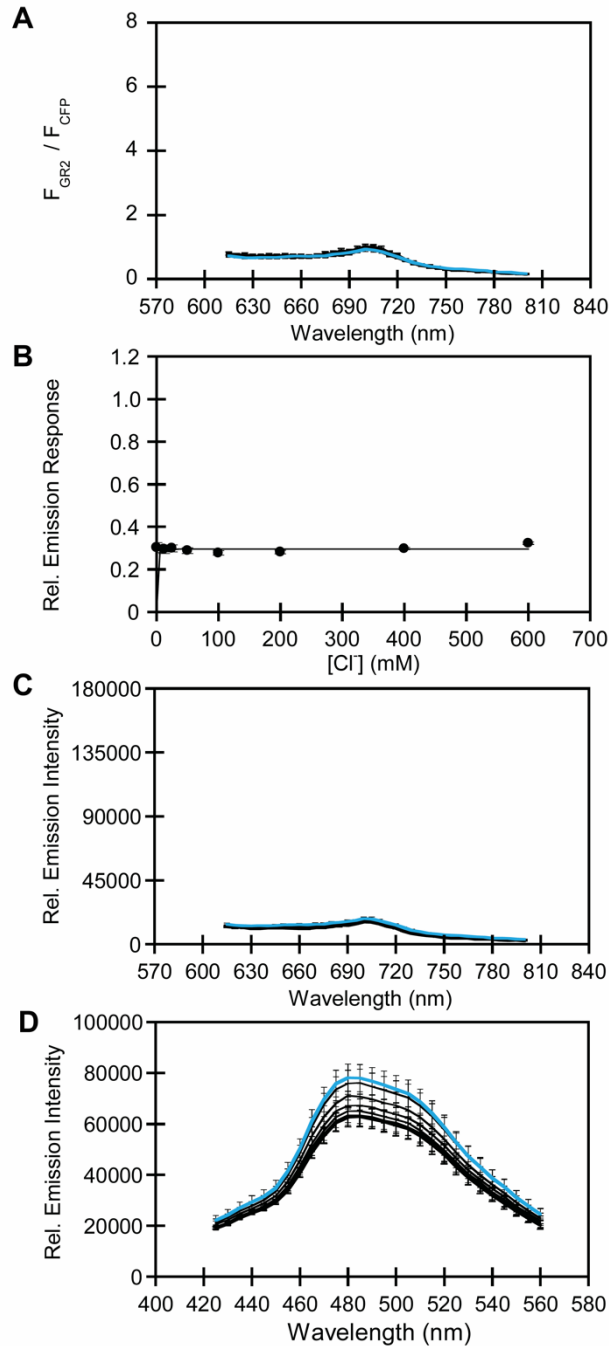 A
F_GR2 / F_CFP
8
6
4
2
0
570 600 630 660 690 720 750 780 810 840
Wavelength (nm)
B
Rel. Emission Response
1.2
1.0
0.8
0.6
0.4
0.2
0
0 100 200 300 400 500 600 700
[Cl⁻] (mM)
C
Rel. Emission Intensity
180000
135000
90000
45000
0
570 600 630 660 690 720 750 780 810 840
Wavelength (nm)
D
Rel. Emission Intensity
100000
80000
60000
40000
20000
0
400 420 440 460 480 500 520 540 560 580
Wavelength (nm)